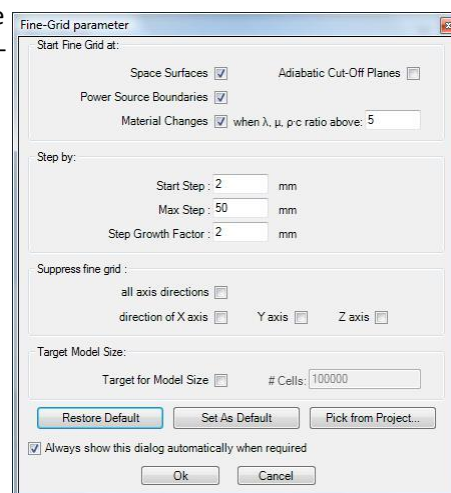 e
Fine-Grid parameter
Start Fine Grid at:
Space Surfaces Adiabatic Cut-Off Planes
Power Source Boundaries
Material Changes when λ, μ, ρ·c ratio above: 5
Step by:
Start Step : 2 mm
Max Step : 50 mm
Step Growth Factor : 2 mm
Suppress fine grid :
all axis directions
direction of X axis Y axis Z axis
Target Model Size:
Target for Model Size # Cells: 100000
Restore Default Set As Default Pick from Project...
Always show this dialog automatically when required
Ok Cancel